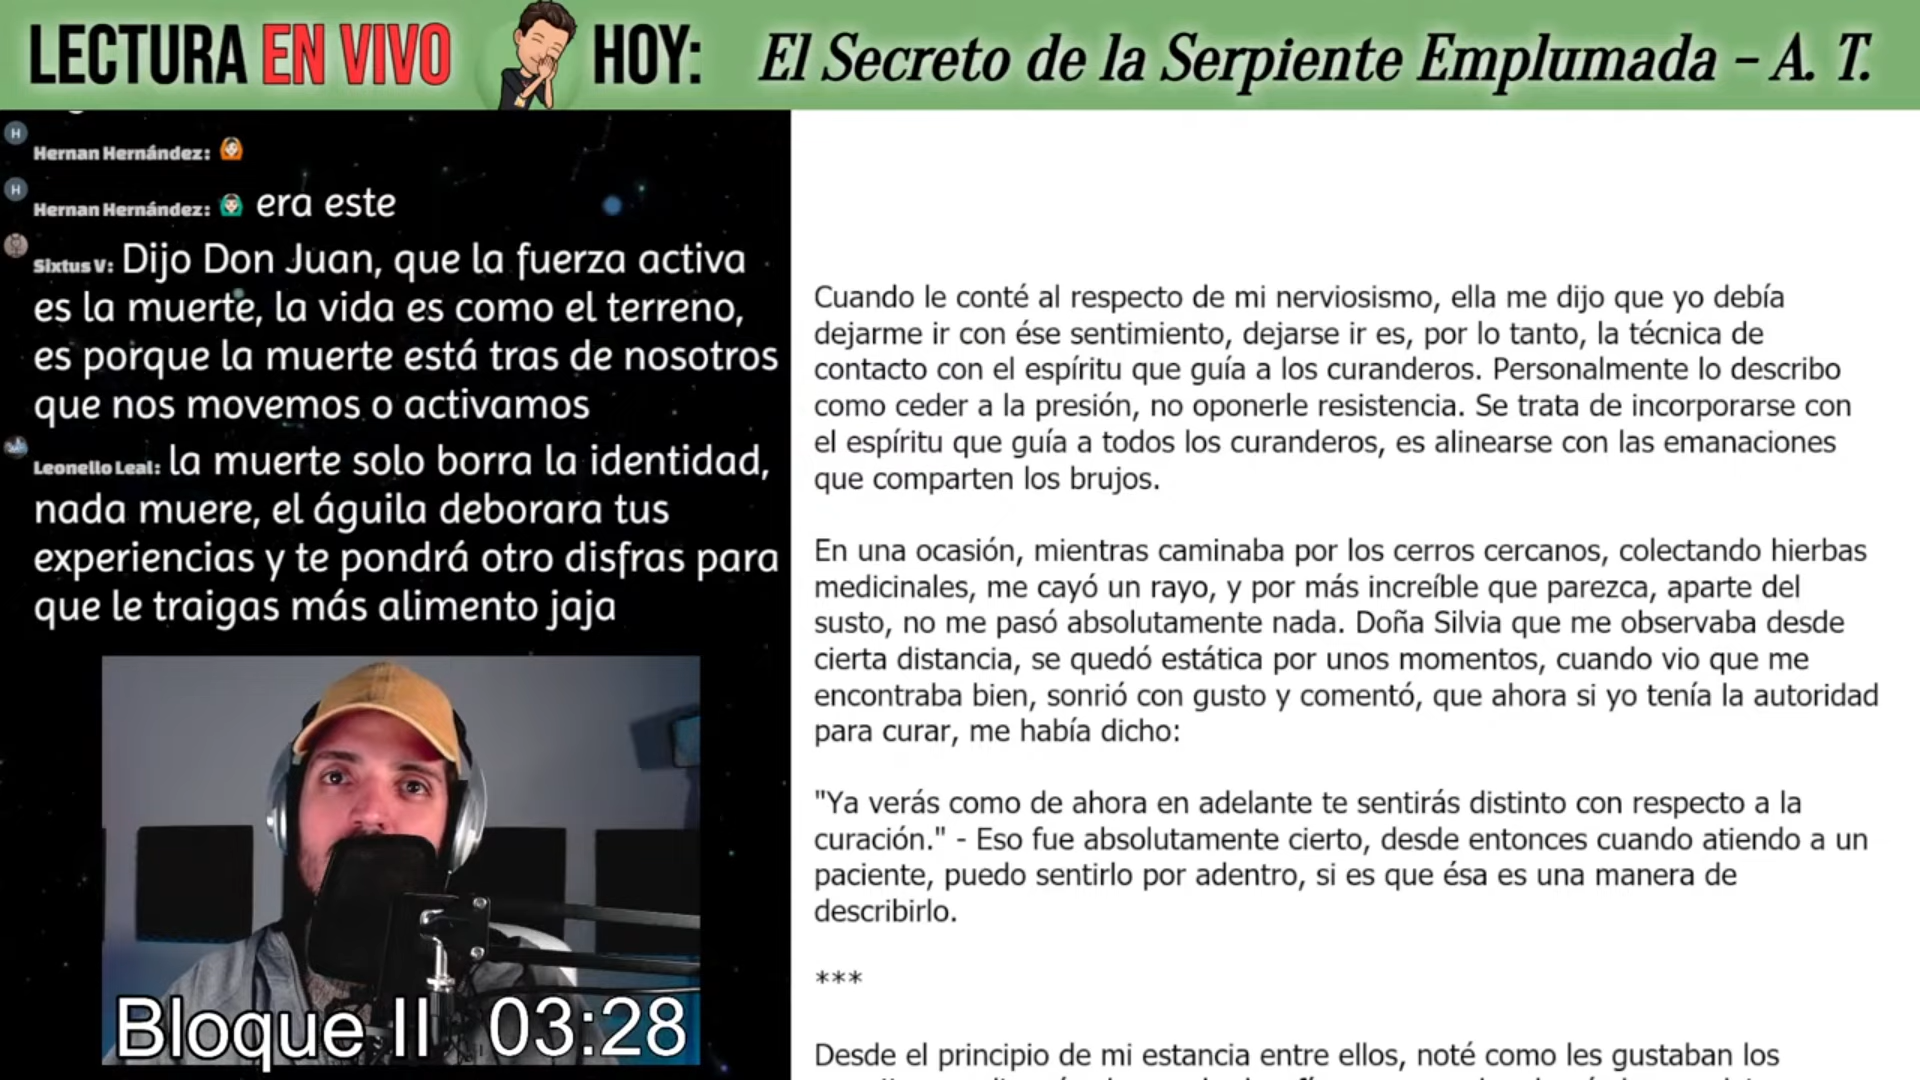 LECTURA EN VIVO HOY: El Secreto de la Serpiente Emplumada - A. T.
H
Hernan Hernández:
H
Hernan Hernández: era este
Sixtus V: Dijo Don Juan, que la fuerza activa
es la muerte, la vida es como el terreno,
es porque la muerte está tras de nosotros
que nos movemos o activamos
Leonello Leal: la muerte solo borra la identidad,
nada muere, el águila deborara tus
experiencias y te pondrá otro disfras para
que le traigas más alimento jaja
Bloque II 03:28
Cuando le conté al respecto de mi nerviosismo, ella me dijo que yo debía
dejarme ir con ése sentimiento, dejarse ir es, por lo tanto, la técnica de
contacto con el espíritu que guía a los curanderos. Personalmente lo describo
como ceder a la presión, no oponerle resistencia. Se trata de incorporarse con
el espíritu que guía a todos los curanderos, es alinearse con las emanaciones
que comparten los brujos.
En una ocasión, mientras caminaba por los cerros cercanos, colectando hierbas
medicinales, me cayó un rayo, y por más increíble que parezca, aparte del
susto, no me pasó absolutamente nada. Doña Silvia que me observaba desde
cierta distancia, se quedó estática por unos momentos, cuando vio que me
encontraba bien, sonrió con gusto y comentó, que ahora si yo tenía la autoridad
para curar, me había dicho:
"Ya verás como de ahora en adelante te sentirás distinto con respecto a la
curación." - Eso fue absolutamente cierto, desde entonces cuando atiendo a un
paciente, puedo sentirlo por adentro, si es que ésa es una manera de
describirlo.
***
Desde el principio de mi estancia entre ellos, noté como les gustaban los